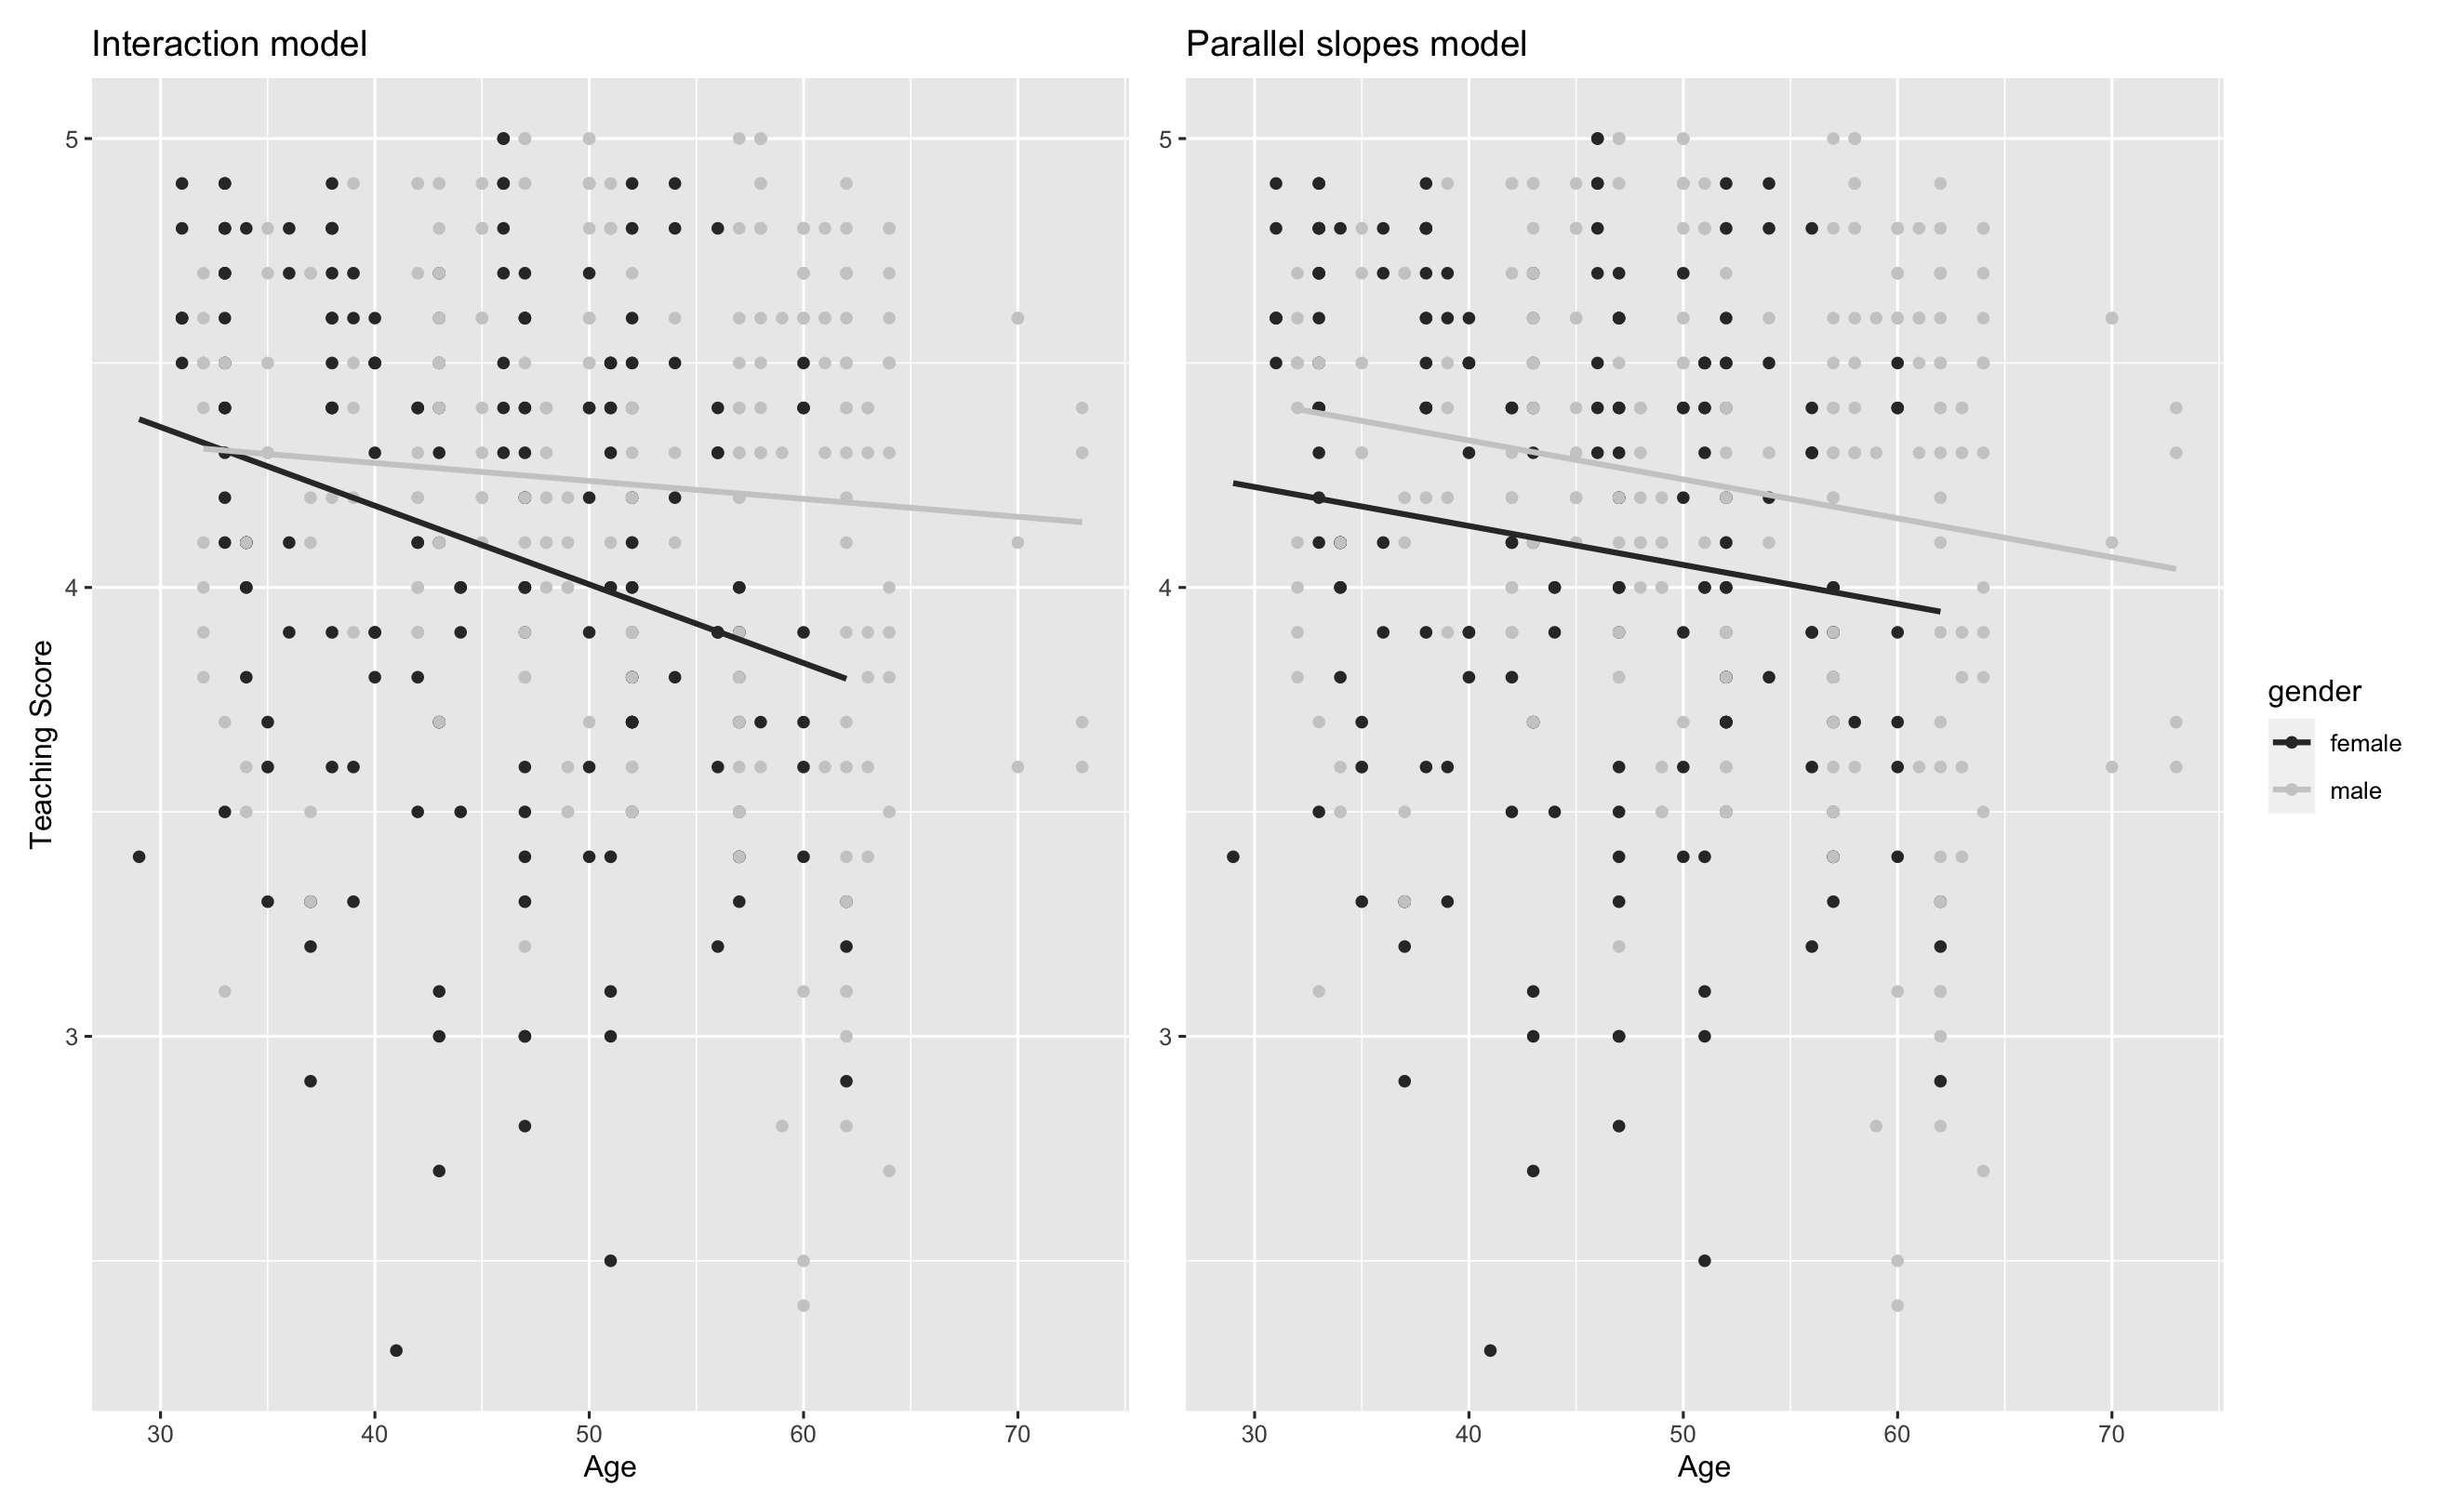 Interaction model
Parallel slopes model
Teaching Score
5
4
3
30 40 50 60 70
Age
5
4
3
30 40 50 60 70
Age
gender
female
male